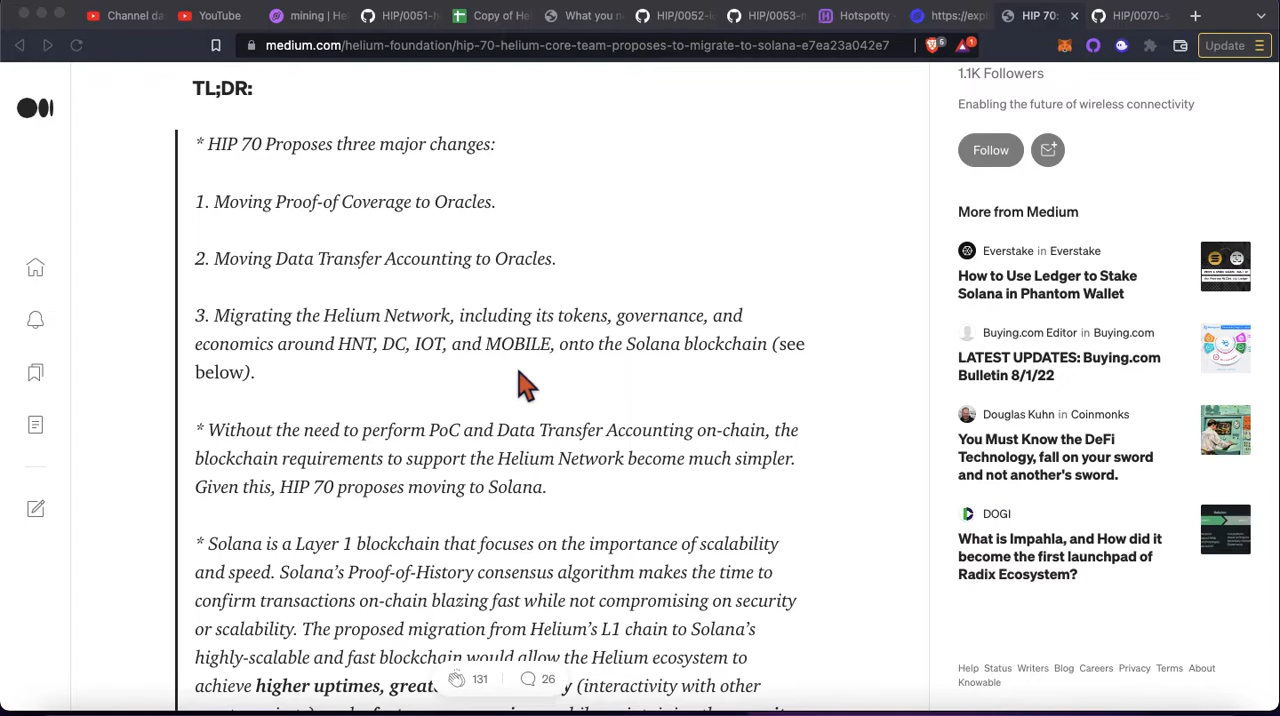 Channel da
YouTube
mining |
HIP/0051-h
Copy of Hel
What you n
HIP/0052-lo
HIP/0053-m
Hotspotty
https://exp
HIP 70:
HIP/0070-s
medium.com/helium-foundation/hip-70-helium-core-team-proposes-to-migrate-to-solana-e7ea23a042e7
5
1
Update
TL;DR:
* HIP 70 Proposes three major changes:
1. Moving Proof-of Coverage to Oracles.
2. Moving Data Transfer Accounting to Oracles.
3. Migrating the Helium Network, including its tokens, governance, and
economics around HNT, DC, IOT, and MOBILE, onto the Solana blockchain (see
below).
* Without the need to perform PoC and Data Transfer Accounting on-chain, the
blockchain requirements to support the Helium Network become much simpler.
Given this, HIP 70 proposes moving to Solana.
* Solana is a Layer 1 blockchain that focuses on the importance of scalability
and speed. Solana's Proof-of-History consensus algorithm makes the time to
confirm transactions on-chain blazing fast while not compromising on security
or scalability. The proposed migration from Helium's L1 chain to Solana's
highly-scalable and fast blockchain would allow the Helium ecosystem to
achieve higher uptimes, (interactivity with other
131
26
1.1K Followers
Enabling the future of wireless connectivity
Follow
More from Medium
Everstake in Everstake
How to Use Ledger to Stake
Solana in Phantom Wallet
Buying.com Editor in Buying.com
LATEST UPDATES: Buying.com
Bulletin 8/1/22
Douglas Kuhn in Coinmonks
You Must Know the DeFi
Technology, fall on your sword
and not another's sword.
DOGI
What is Impahla, and How did it
become the first launchpad of
Radix Ecosystem?
Help Status Writers Blog Careers Privacy Terms About
Knowable